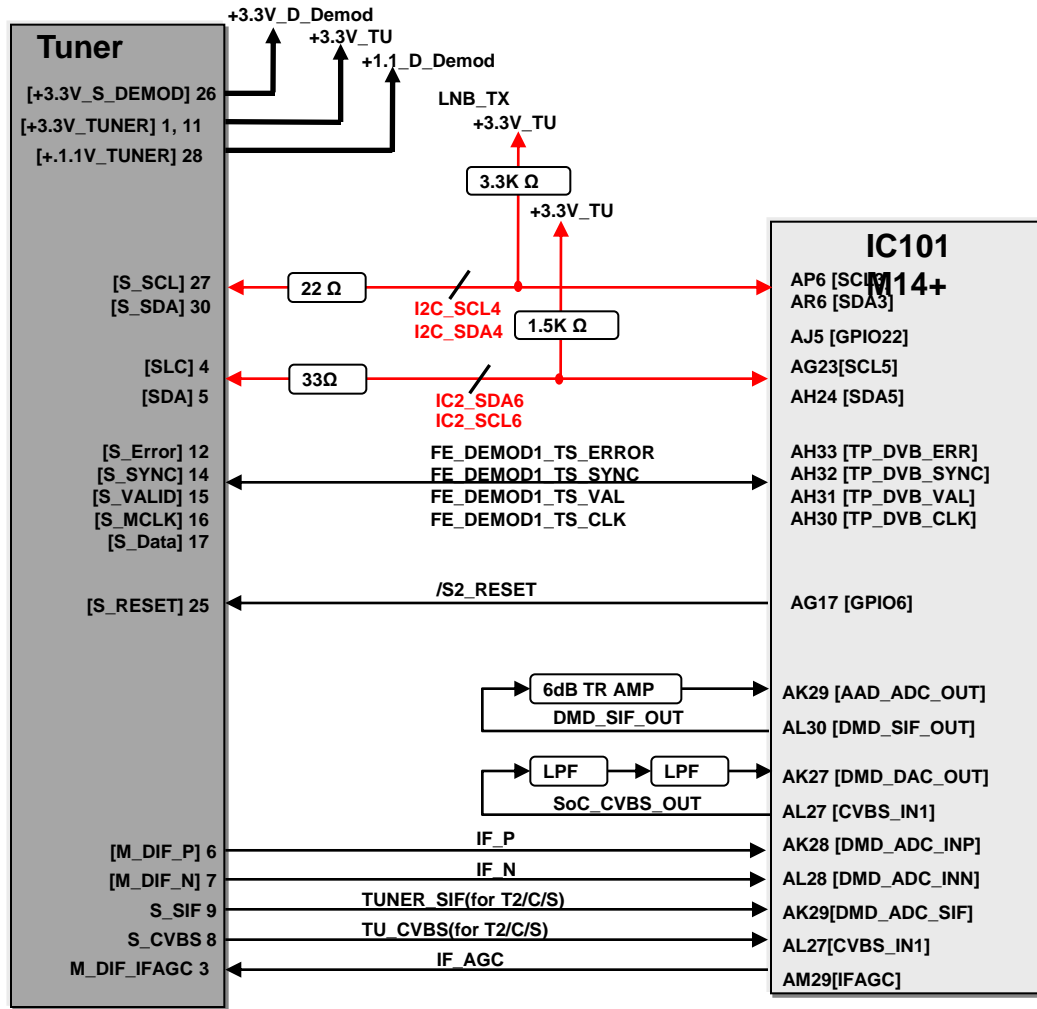 +3.3V_D_Demod
+3.3V_TU
+1.1_D_Demod
Tuner
[+3.3V_S_DEMOD] 26
[+3.3V_TUNER] 1, 11
[+.1.1V_TUNER] 28
LNB_TX
+3.3V_TU
3.3K Ω
+3.3V_TU
IC101
M14+
[S_SCL] 27
[S_SDA] 30
22 Ω
I2C_SCL4
I2C_SDA4
1.5K Ω
AP6 [SCL3]
AR6 [SDA3]
AJ5 [GPIO22]
[SLC] 4
[SDA] 5
33Ω
IC2_SDA6
IC2_SCL6
AG23[SCL5]
AH24 [SDA5]
[S_Error] 12
[S_SYNC] 14
[S_VALID] 15
[S_MCLK] 16
[S_Data] 17
FE_DEMOD1_TS_ERROR
FE_DEMOD1_TS_SYNC
FE_DEMOD1_TS_VAL
FE_DEMOD1_TS_CLK
AH33 [TP_DVB_ERR]
AH32 [TP_DVB_SYNC]
AH31 [TP_DVB_VAL]
AH30 [TP_DVB_CLK]
[S_RESET] 25
/S2_RESET
AG17 [GPIO6]
6dB TR AMP
DMD_SIF_OUT
AK29 [AAD_ADC_OUT]
AL30 [DMD_SIF_OUT]
LPF
LPF
SoC_CVBS_OUT
AK27 [DMD_DAC_OUT]
AL27 [CVBS_IN1]
[M_DIF_P] 6
IF_P
AK28 [DMD_ADC_INP]
[M_DIF_N] 7
IF_N
AL28 [DMD_ADC_INN]
S_SIF 9
TUNER_SIF(for T2/C/S)
AK29[DMD_ADC_SIF]
S_CVBS 8
TU_CVBS(for T2/C/S)
AL27[CVBS_IN1]
M_DIF_IFAGC 3
IF_AGC
AM29[IFAGC]